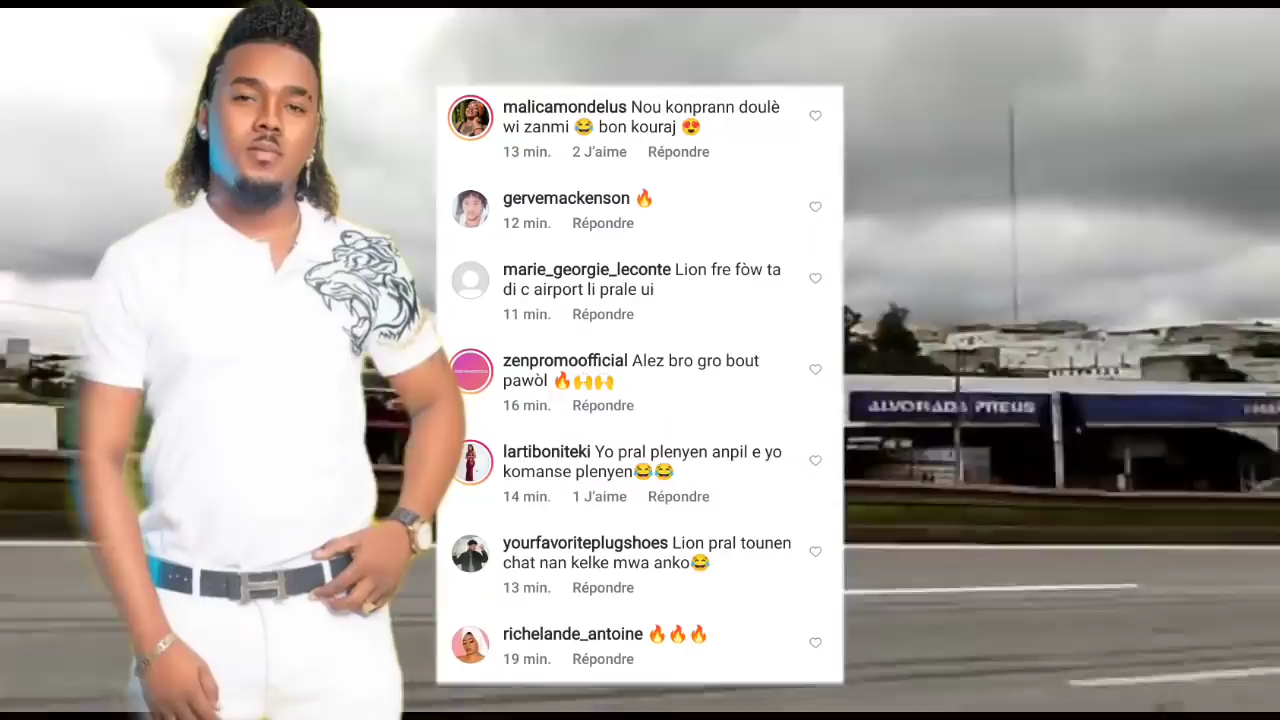 malicamondelus Nou konprann doulè
wi zanmi 😂 bon kouraj 😍
13 min. 2 J'aime Répondre
gervemackenson 🔥
12 min. Répondre
marie_georgie_leconte Lion fre fòw ta
di c airport li prale ui
11 min. Répondre
zenpromoofficial Alez bro gro bout
pawòl 🔥🙌🙌
16 min. Répondre
lartiboniteki Yo pral plenyen anpil e yo
komanse plenyen😂😂
14 min. 1 J'aime Répondre
yourfavoriteplugshoes Lion pral tounen
chat nan kelke mwa anko😂
13 min. Répondre
richelande_antoine 🔥🔥🔥
19 min. Répondre
ALVORADA PNEUS